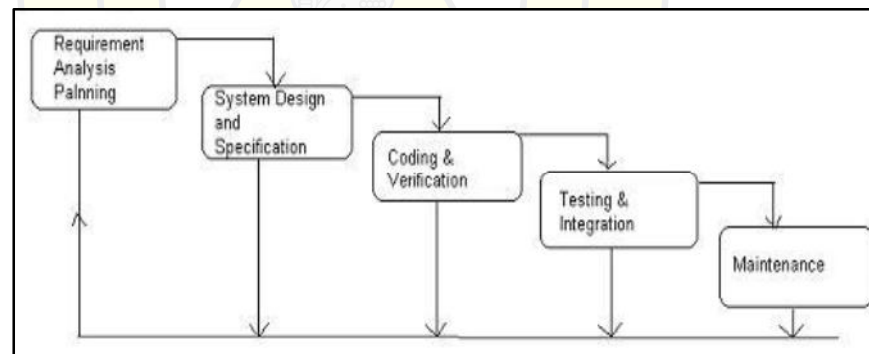 Requirement
Analysis
Palnning
System Design
and
Specification
Coding &
Verification
Testing &
Integration
Maintenance